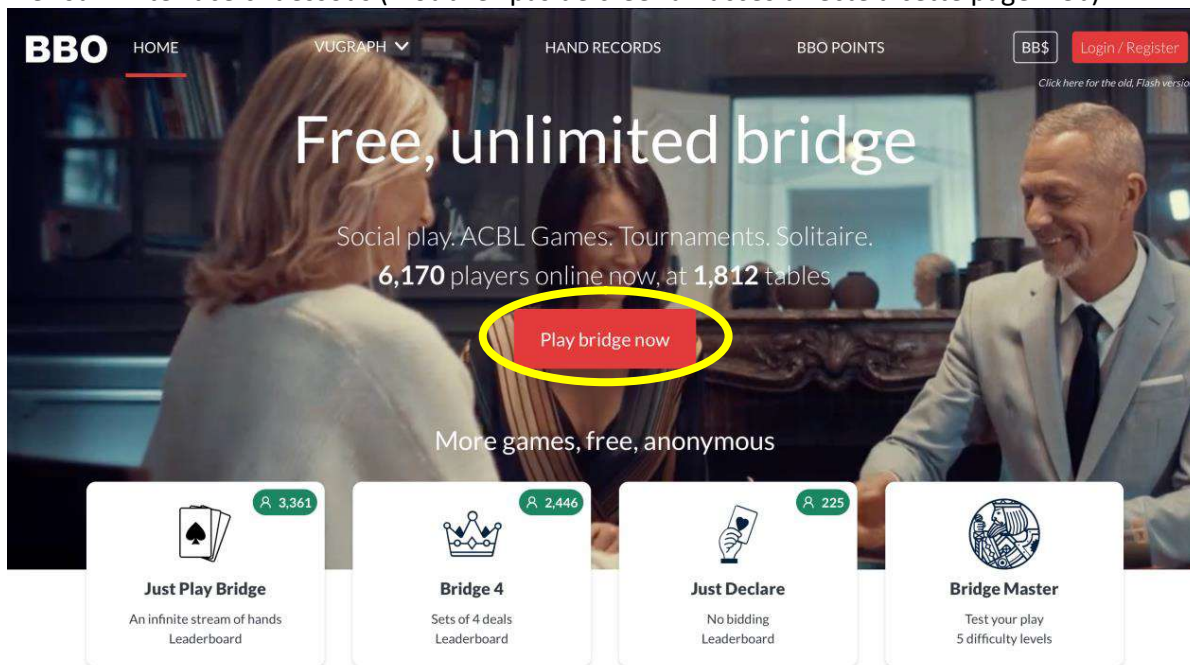 BBO HOME VUGRAPH HAND RECORDS BBO POINTS BB$ Login / Register
Click here for the old, Flash
Free, unlimited bridge
Social play. ACBL Games. Tournaments. Solitaire.
6,170 players online now, at 1,812 tables
Play bridge now
More games, free, anonymous
3,361
Just Play Bridge
An infinite stream of hands
Leaderboard
2,446
Bridge 4
Sets of 4 deals
Leaderboard
225
Just Declare
No bidding
Leaderboard
Bridge Master
Test your play
5 difficulty levels